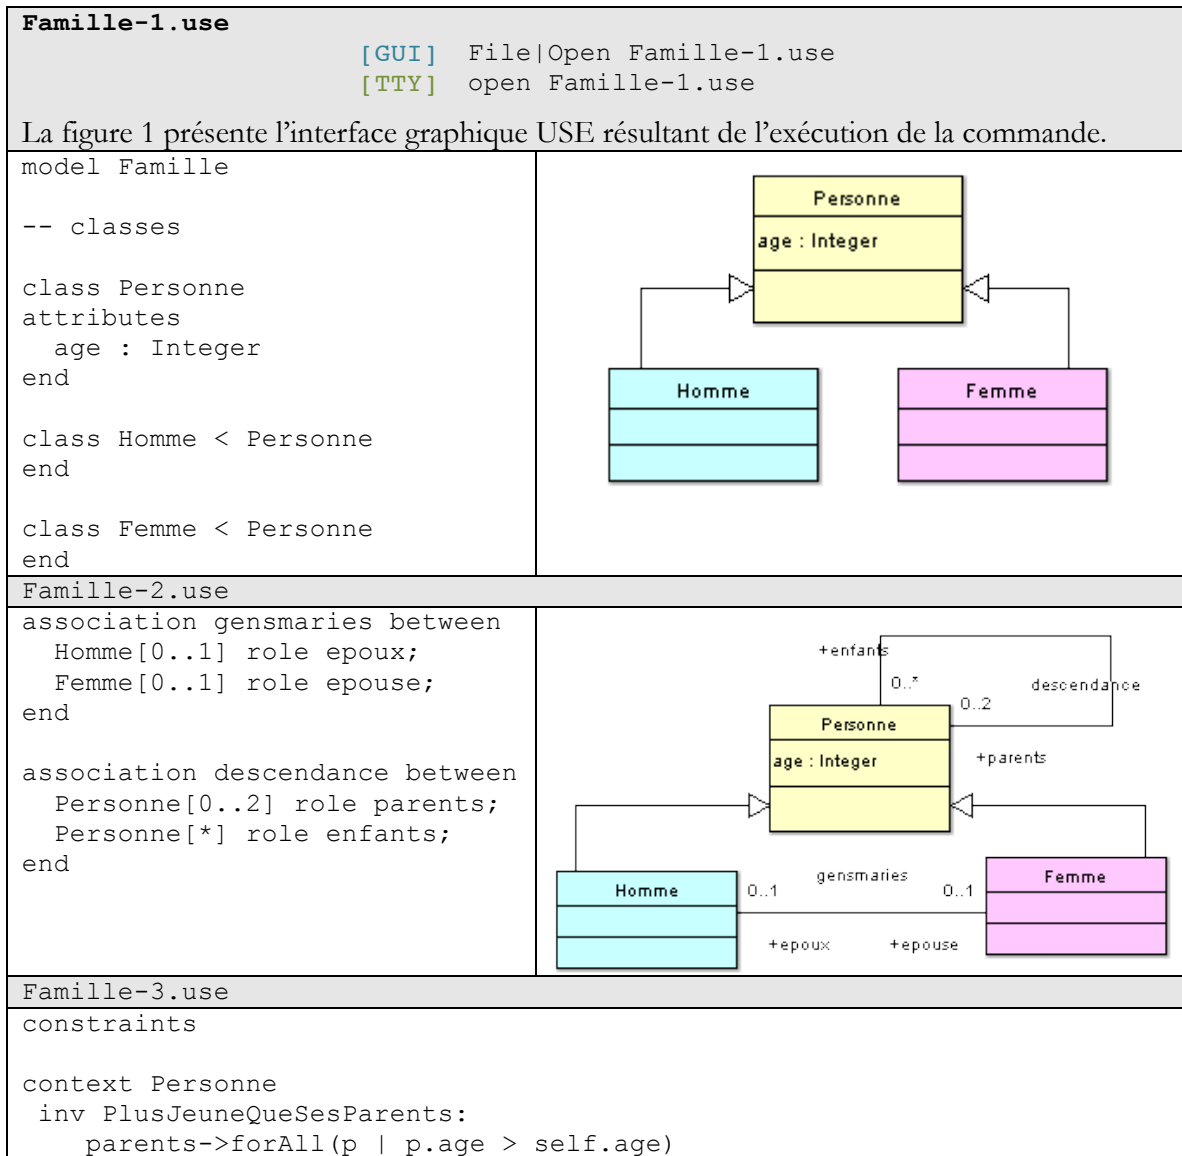 Famille-1.use
[GUI] File|Open Famille-1.use
[TTY] open Famille-1.use
La figure 1 présente l'interface graphique USE résultant de l'exécution de la commande.
model Famille
-- classes
class Personne
attributes
age : Integer
end
class Homme < Personne
end
class Femme < Personne
end
Personne
age : Integer
Homme
Femme
Famille-2.use
association gensmaries between
Homme[0..1] role epoux;
Femme[0..1] role epouse;
end
association descendance between
Personne[0..2] role parents;
Personne[*] role enfants;
end
+enfants
0..*
descendance
0..2
Personne
+parents
age : Integer
gensmaries
Homme
0..1
0..1
Femme
+epoux
+epouse
Famille-3.use
constraints
context Personne
inv PlusJeuneQueSesParents:
parents->forAll(p | p.age > self.age)